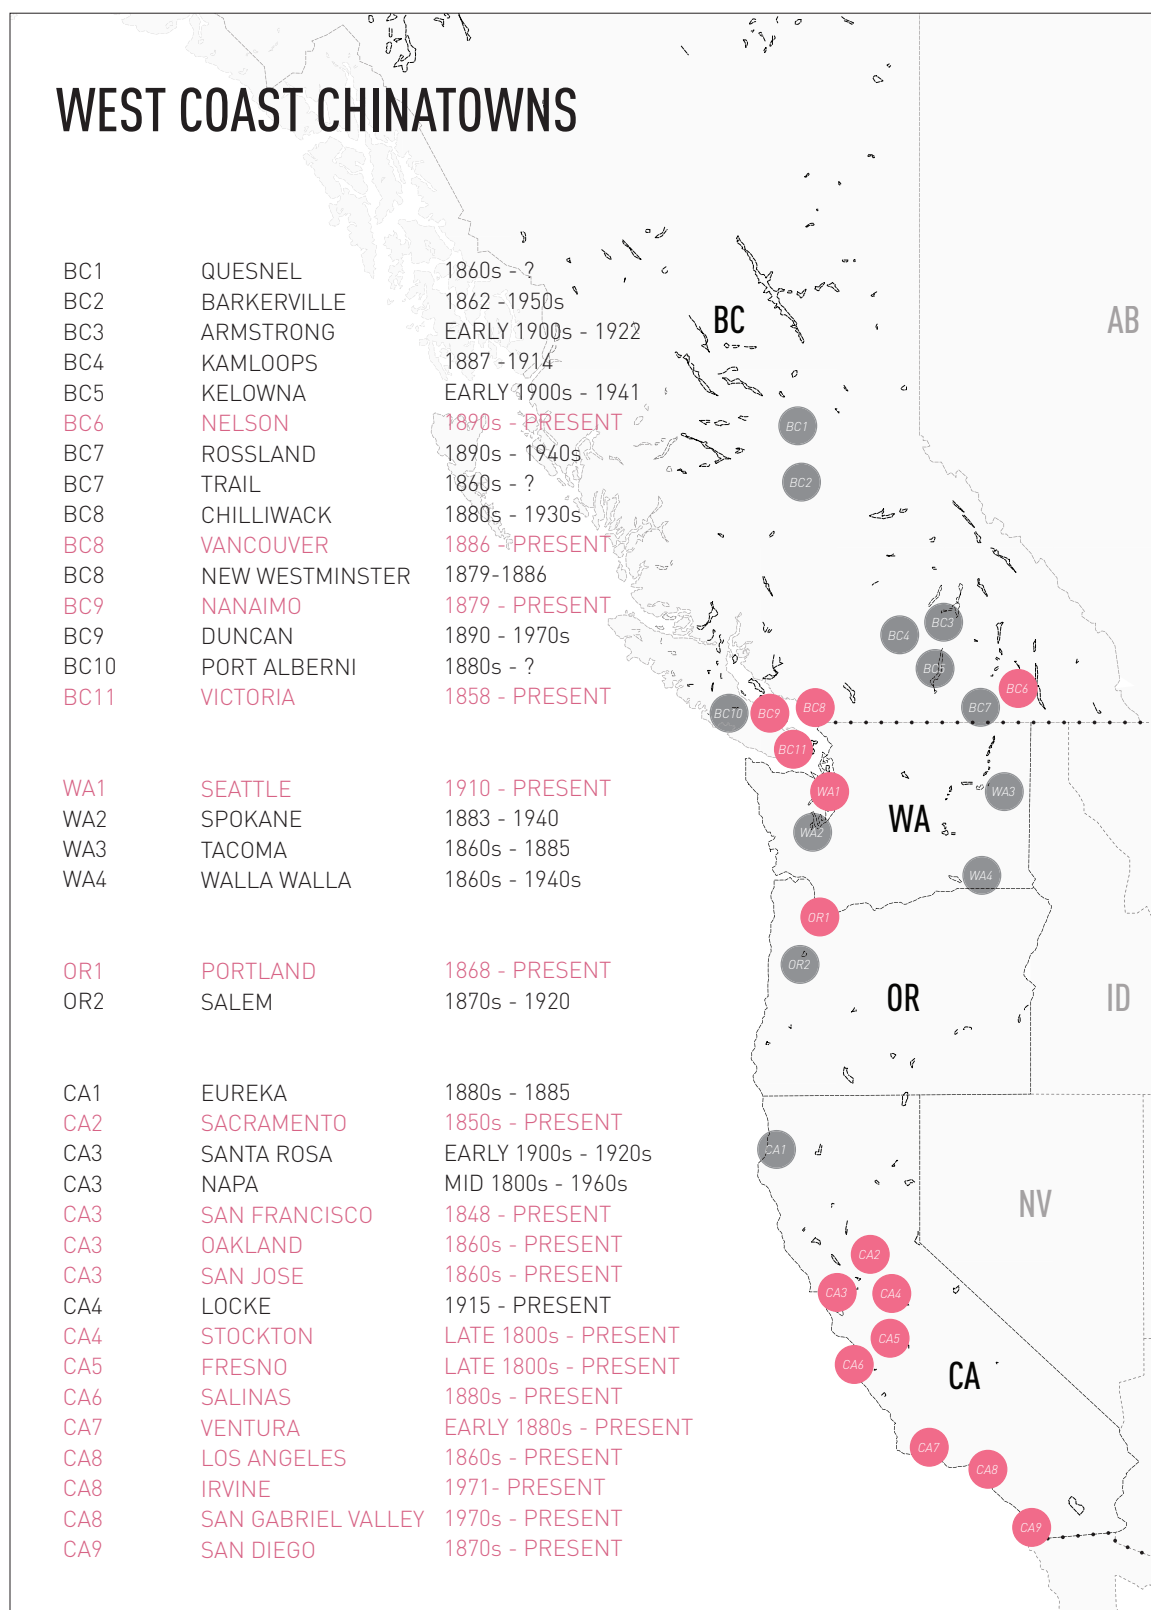 WEST COAST CHINATOWNS
BC1 QUESNEL 1860s - ?
BC2 BARKERVILLE 1862 -1950s
BC3 ARMSTRONG EARLY 1900s - 1922
BC4 KAMLOOPS 1887 -1914
BC5 KELOWNA EARLY 1900s - 1941
BC6 NELSON 1890s - PRESENT
BC7 ROSSLAND 1890s - 1940s
BC7 TRAIL 1860s - ?
BC8 CHILLIWACK 1880s - 1930s
BC8 VANCOUVER 1886 - PRESENT
BC8 NEW WESTMINSTER 1879-1886
BC9 NANAIMO 1879 - PRESENT
BC9 DUNCAN 1890 - 1970s
BC10 PORT ALBERNI 1880s - ?
BC11 VICTORIA 1858 - PRESENT
WA1 SEATTLE 1910 - PRESENT
WA2 SPOKANE 1883 - 1940
WA3 TACOMA 1860s - 1885
WA4 WALLA WALLA 1860s - 1940s
OR1 PORTLAND 1868 - PRESENT
OR2 SALEM 1870s - 1920
CA1 EUREKA 1880s - 1885
CA2 SACRAMENTO 1850s - PRESENT
CA3 SANTA ROSA EARLY 1900s - 1920s
CA3 NAPA MID 1800s - 1960s
CA3 SAN FRANCISCO 1848 - PRESENT
CA3 OAKLAND 1860s - PRESENT
CA3 SAN JOSE 1860s - PRESENT
CA4 LOCKE 1915 - PRESENT
CA4 STOCKTON LATE 1800s - PRESENT
CA5 FRESNO LATE 1800s - PRESENT
CA6 SALINAS 1880s - PRESENT
CA7 VENTURA EARLY 1880s - PRESENT
CA8 LOS ANGELES 1860s - PRESENT
CA8 IRVINE 1971- PRESENT
CA8 SAN GABRIEL VALLEY 1970s - PRESENT
CA9 SAN DIEGO 1870s - PRESENT
BC
AB
BC1
BC2
BC3
BC4
BC5
BC6
BC7
BC8
BC9
BC10
BC11
WA1
WA3
WA
WA2
WA4
OR1
OR2
OR
ID
CA1
NV
CA2
CA3
CA4
CA5
CA6
CA
CA7
CA8
CA9